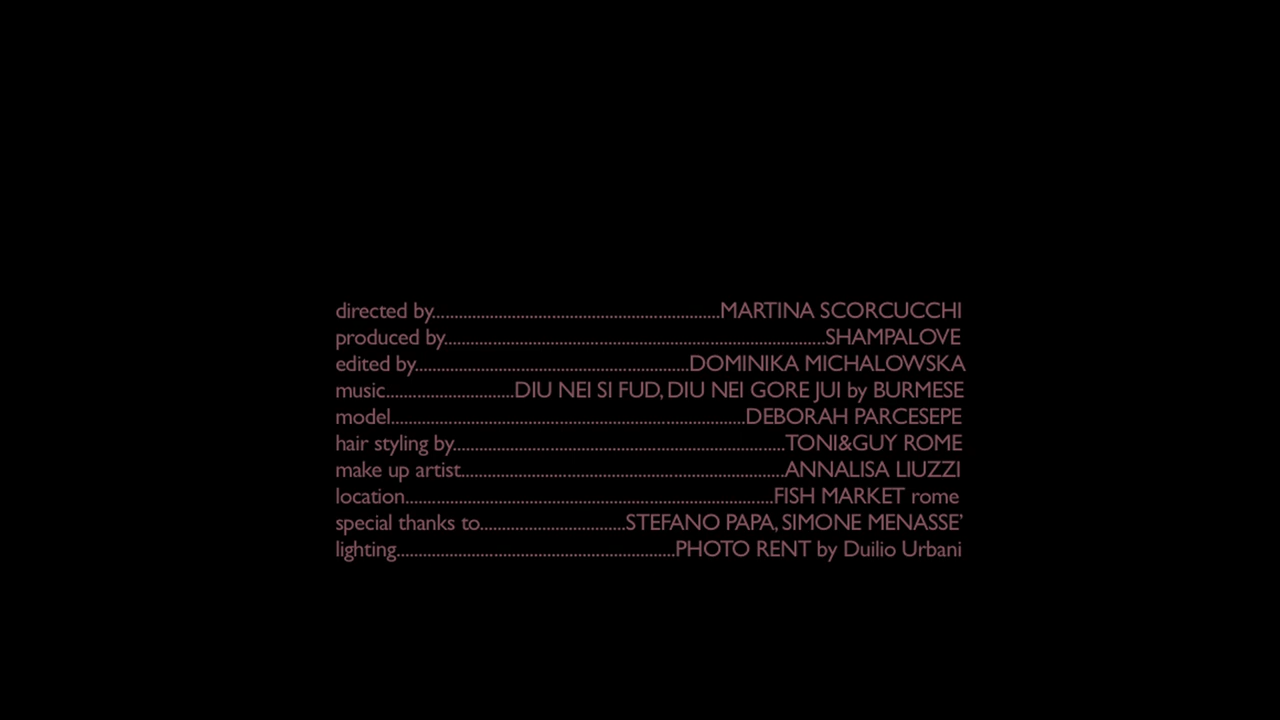 directed by................................................................MARTINA SCORCUCCHI
produced by.....................................................................................SHAMPALOVE
edited by.............................................................DOMINIKA MICHALOWSKA
music.............................DIU NEI SI FUD, DIU NEI GORE JUI by BURMESE
model...............................................................................DEBORAH PARCESEPE
hair styling by..........................................................................TONI&GUY ROME
make up artist........................................................................ANNALISA LIUZZI
location..................................................................................FISH MARKET rome
special thanks to................................STEFANO PAPA, SIMONE MENASSE’
lighting..............................................................PHOTO RENT by Duilio Urbani